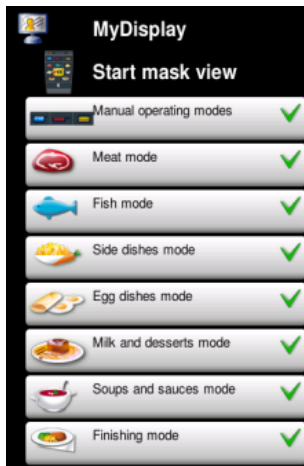 MyDisplay
Start mask view
Manual operating modes
Meat mode
Fish mode
Side dishes mode
Egg dishes mode
Milk and desserts mode
Soups and sauces mode
Finishing mode